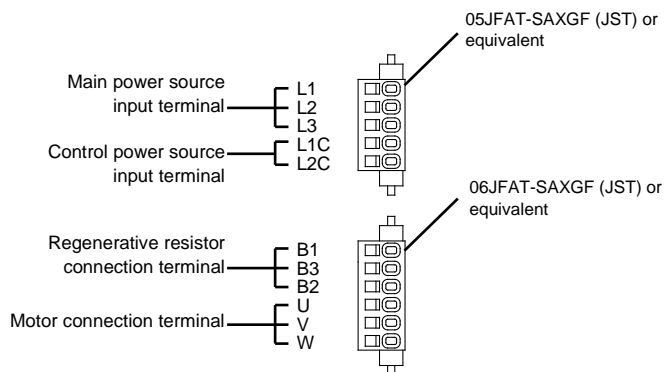 05JFAT-SAXGF (JST) or
equivalent
Main power source
input terminal
L1
L2
L3
Control power source
input terminal
L1C
L2C
06JFAT-SAXGF (JST) or
equivalent
Regenerative resistor
connection terminal
B1
B3
B2
Motor connection terminal
U
V
W